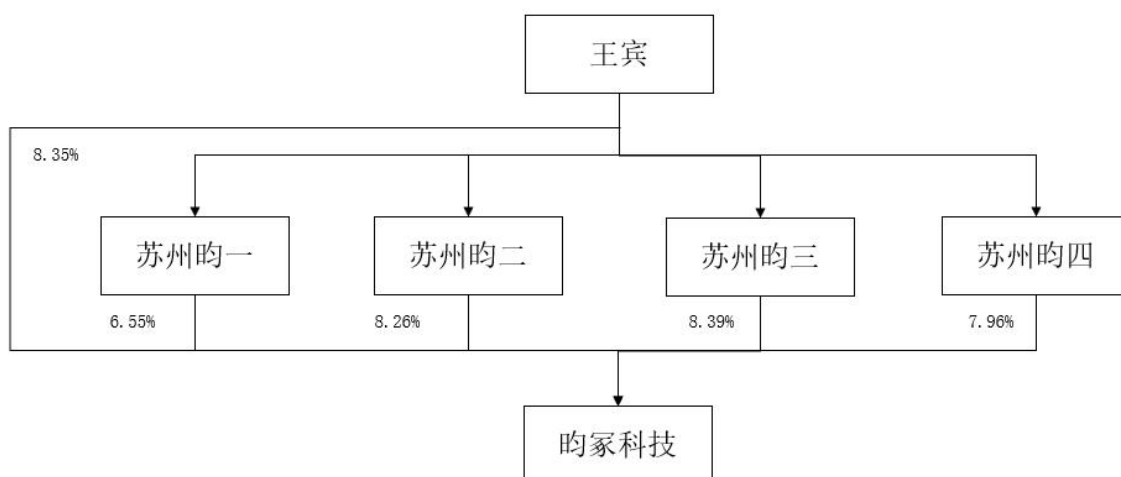 王宾
8.35%
苏州昀一
苏州昀二
苏州昀三
苏州昀四
6.55%
8.26%
8.39%
7.96%
昀冢科技